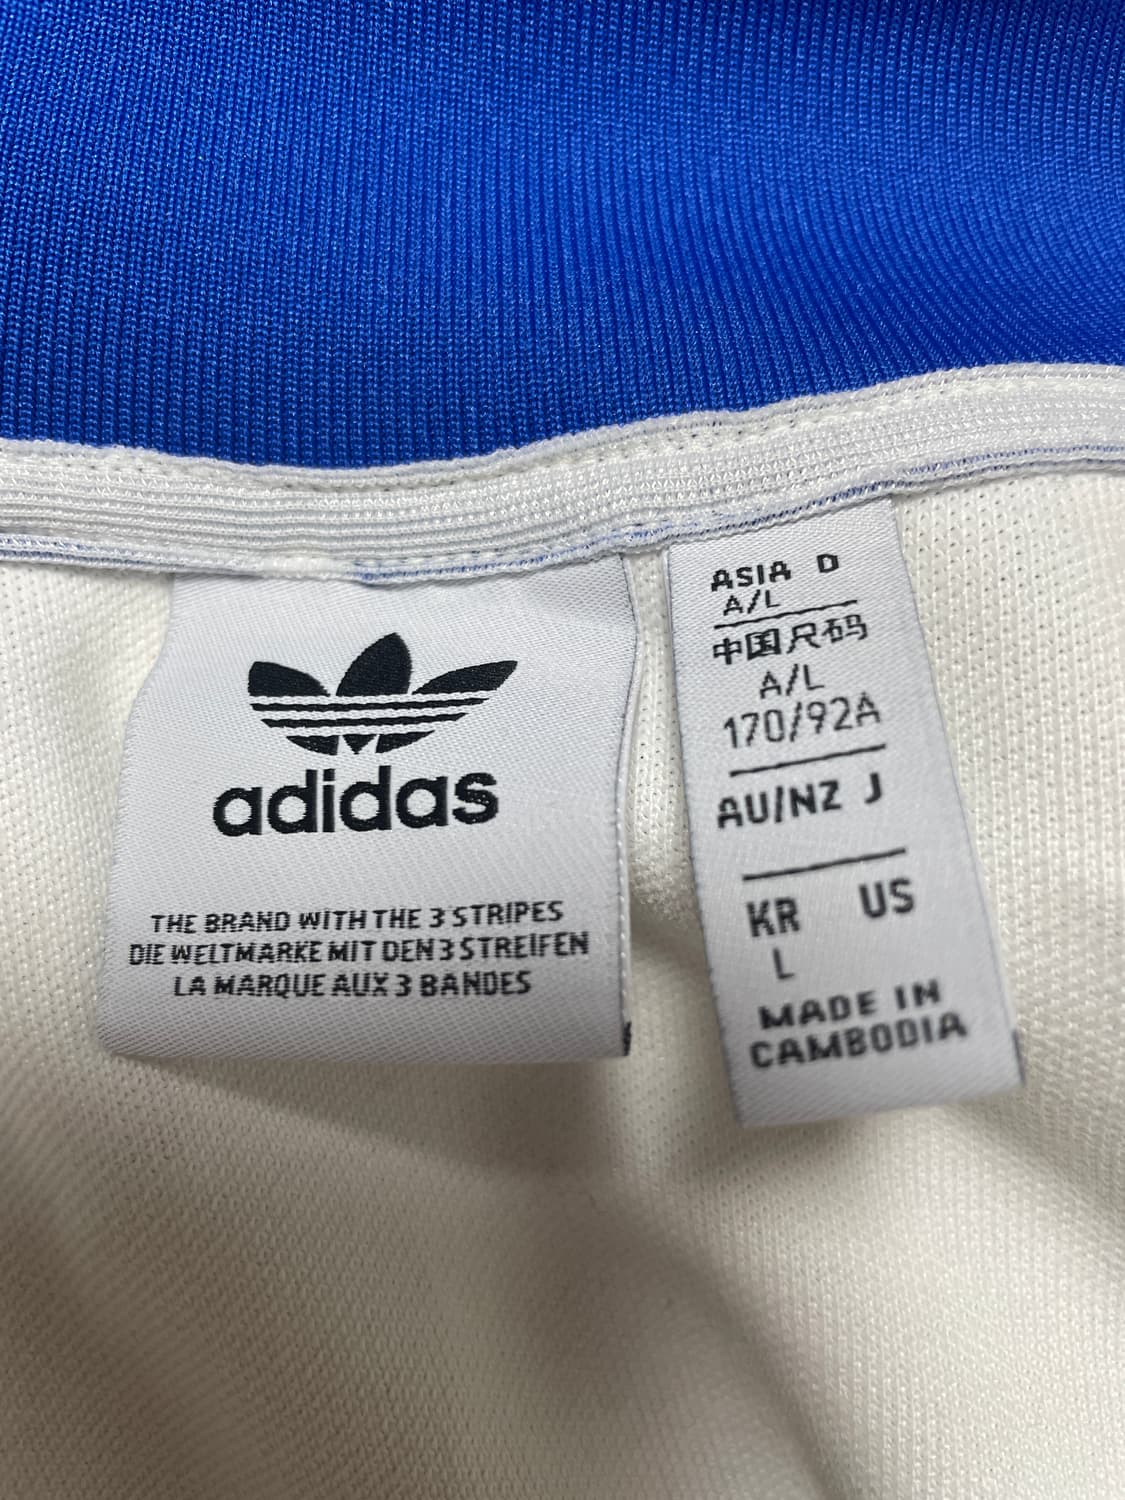 adidas
THE BRAND WITH THE 3 STRIPES
DIE WELTMARKE MIT DEN 3 STREIFEN
LA MARQUE AUX 3 BANDES
ASIA D
A/L
中国尺码
A/L
170/92A
AU/NZ J
KR US
L
MADE IN
CAMBODIA